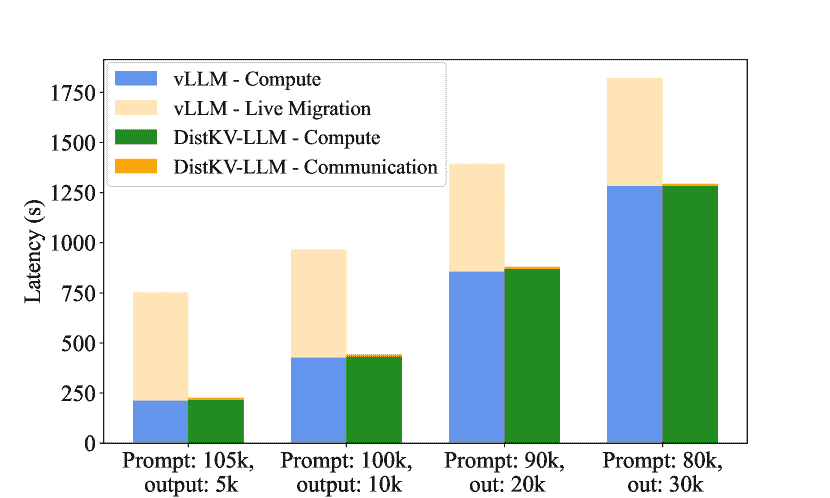 vLLM - Compute
vLLM - Live Migration
DistKV-LLM - Compute
DistKV-LLM - Communication
Latency (s)
1750
1500
1250
1000
750
500
250
0
Prompt: 105k,
output: 5k
Prompt: 100k,
output: 10k
Prompt: 90k,
out: 20k
Prompt: 80k,
out: 30k